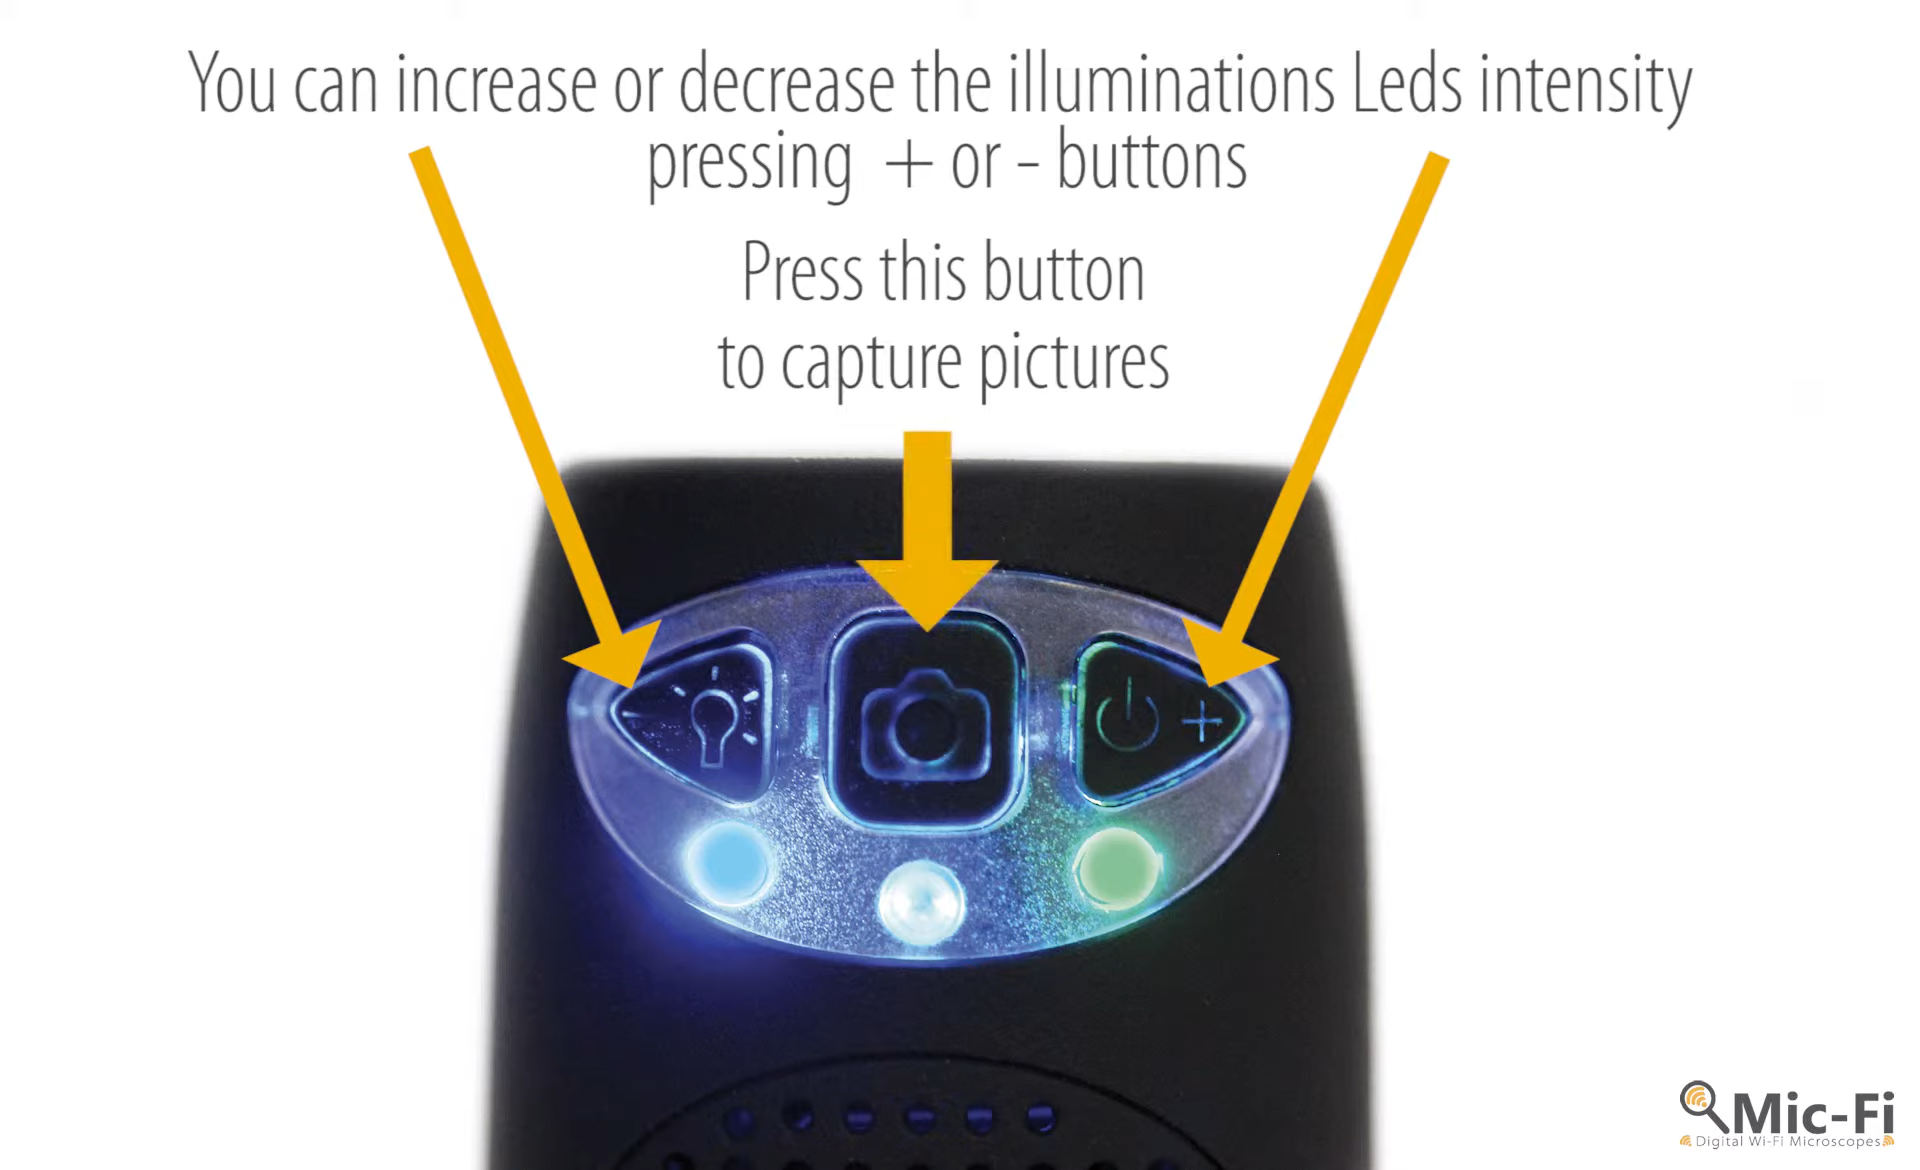 You can increase or decrease the illuminations Leds intensity
pressing + or - buttons
Press this button
to capture pictures
- +
Mic-Fi
Digital Wi-Fi Microscopes